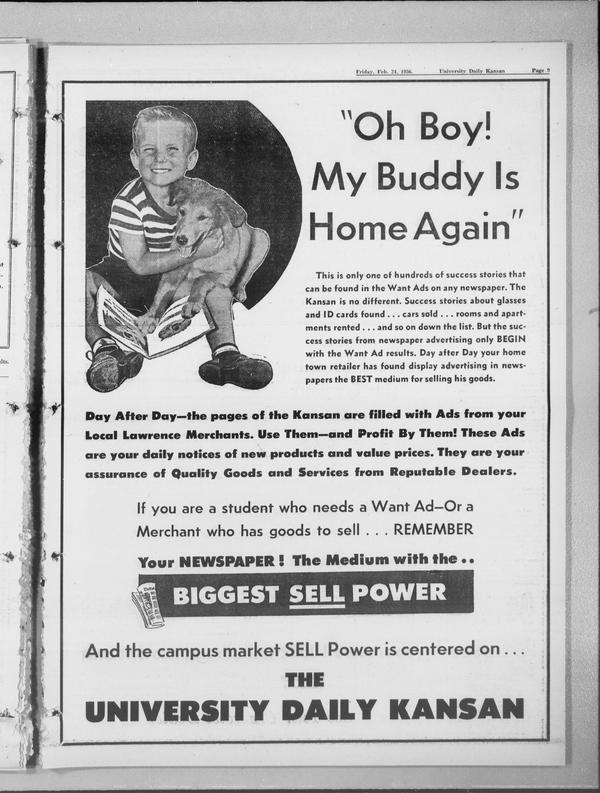 Friday, Feb. 24, 1956. University Daily Kansan Page 9
"Oh Boy!
My Buddy Is
Home Again"
This is only one of hundreds of success stories that
can be found in the Want Ads on any newspaper. The
Kansan is no different. Success stories about glasses
and ID cards found . . . cars sold . . . rooms and apart-
ments rented . . . and so on down the list. But the suc-
cess stories from newspaper advertising only BEGIN
with the Want Ad results. Day after Day your home
town retailer has found display advertising in news-
papers the BEST medium for selling his goods.
Day After Day—the pages of the Kansan are filled with Ads from your
Local Lawrence Merchants. Use Them—and Profit By Them! These Ads
are your daily notices of new products and value prices. They are your
assurance of Quality Goods and Services from Reputable Dealers.
If you are a student who needs a Want Ad—Or a
Merchant who has goods to sell . . . REMEMBER
Your NEWSPAPER! The Medium with the ..
BIGGEST SELL POWER
And the campus market SELL Power is centered on . . .
THE
UNIVERSITY DAILY KANSAN